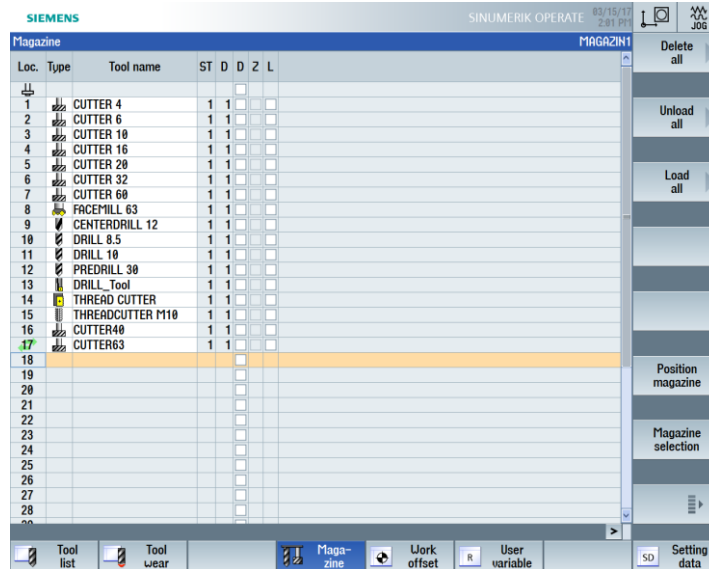 SIEMENS
SINUMERIK OPERATE
03/15/17
2:01 PM
JOG
Magazine
MAGAZIN1
Loc. Type Tool name ST D D Z L
1 CUTTER 4 1 1
2 CUTTER 6 1 1
3 CUTTER 10 1 1
4 CUTTER 16 1 1
5 CUTTER 20 1 1
6 CUTTER 32 1 1
7 CUTTER 60 1 1
8 FACEMILL 63 1 1
9 CENTERDRILL 12 1 1
10 DRILL 8.5 1 1
11 DRILL 10 1 1
12 PREDRILL 30 1 1
13 DRILL_Tool 1 1
14 THREAD CUTTER 1 1
15 THREADCUTTER M10 1 1
16 CUTTER40 1 1
17 CUTTER63 1 1
18
19
20
21
22
23
24
25
26
27
28
Delete
all
Unload
all
Load
all
Position
magazine
Magazine
selection
>
Tool
list
Tool
wear
Maga-
zine
Work
offset
R User
variable
SD Setting
data